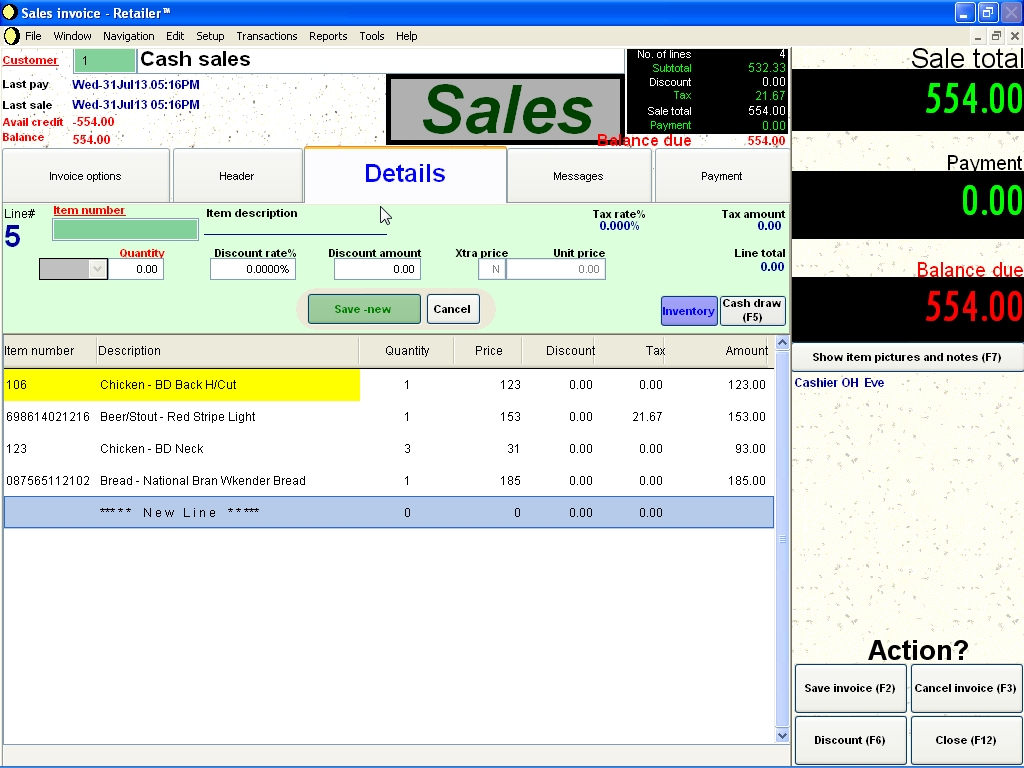 Sales invoice - Retailer™
File Window Navigation Edit Setup Transactions Reports Tools Help
Customer 1 Cash sales
Last pay Wed-31Jul13 05:16PM
Last sale Wed-31Jul13 05:16PM
Avail credit -554.00
Balance 554.00
Sales
No. of lines 4
Subtotal 532.33
Discount 0.00
Tax 21.67
Sale total 554.00
Payment 0.00
Balance due 554.00
Sale total
554.00
Payment
0.00
Balance due
554.00
Invoice options Header Details Messages Payment
Line# Item number Item description Tax rate% Tax amount
5 0.000% 0.00
Quantity Discount rate% Discount amount Xtra price Unit price Line total
0.00 0.0000% 0.00 N 0.00 0.00
Save -new Cancel Inventory Cash draw
(F5)
Show item pictures and notes (F7)
Cashier OH Eve
Item number Description Quantity Price Discount Tax Amount
106 Chicken - BD Back H/Cut 1 123 0.00 0.00 123.00
698614021216 Beer/Stout - Red Stripe Light 1 153 0.00 21.67 153.00
123 Chicken - BD Neck 3 31 0.00 0.00 93.00
087565112102 Bread - National Bran Wkender Bread 1 185 0.00 0.00 185.00
***** New Line ***** 0 0 0.00 0.00
Action?
Save invoice (F2) Cancel invoice (F3)
Discount (F6) Close (F12)